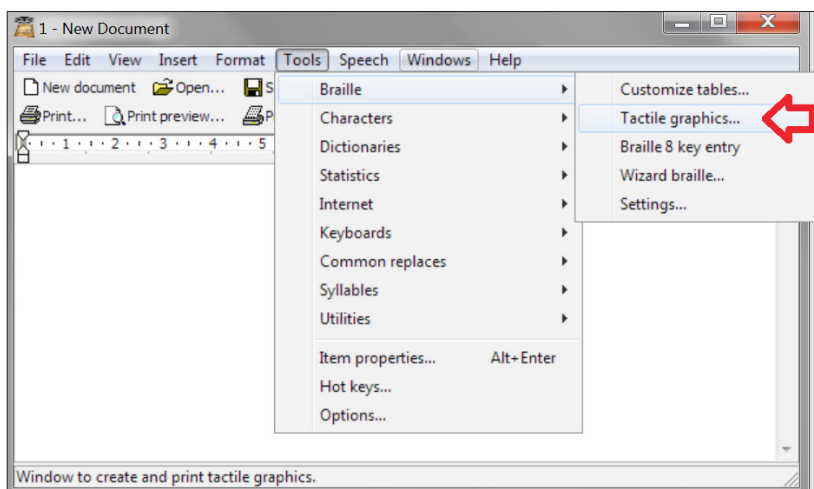 1 - New Document
File Edit View Insert Format Tools Speech Windows Help
New document Open... S
Print... Print preview... P
1 2 3 4 5
Braille
Characters
Dictionaries
Statistics
Internet
Keyboards
Common replaces
Syllables
Utilities
Item properties... Alt+Enter
Hot keys...
Options...
Customize tables...
Tactile graphics...
Braille 8 key entry
Wizard braille...
Settings...
Window to create and print tactile graphics.